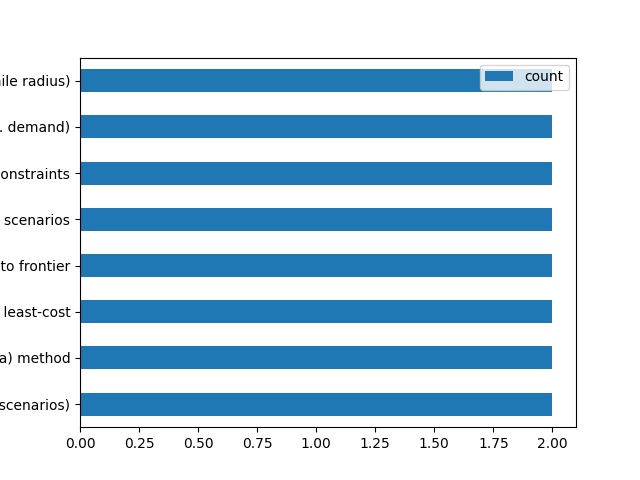 count
ile radius)
. demand)
onstraints
scenarios
to frontier
least-cost
a) method
scenarios)
0.00 0.25 0.50 0.75 1.00 1.25 1.50 1.75 2.00